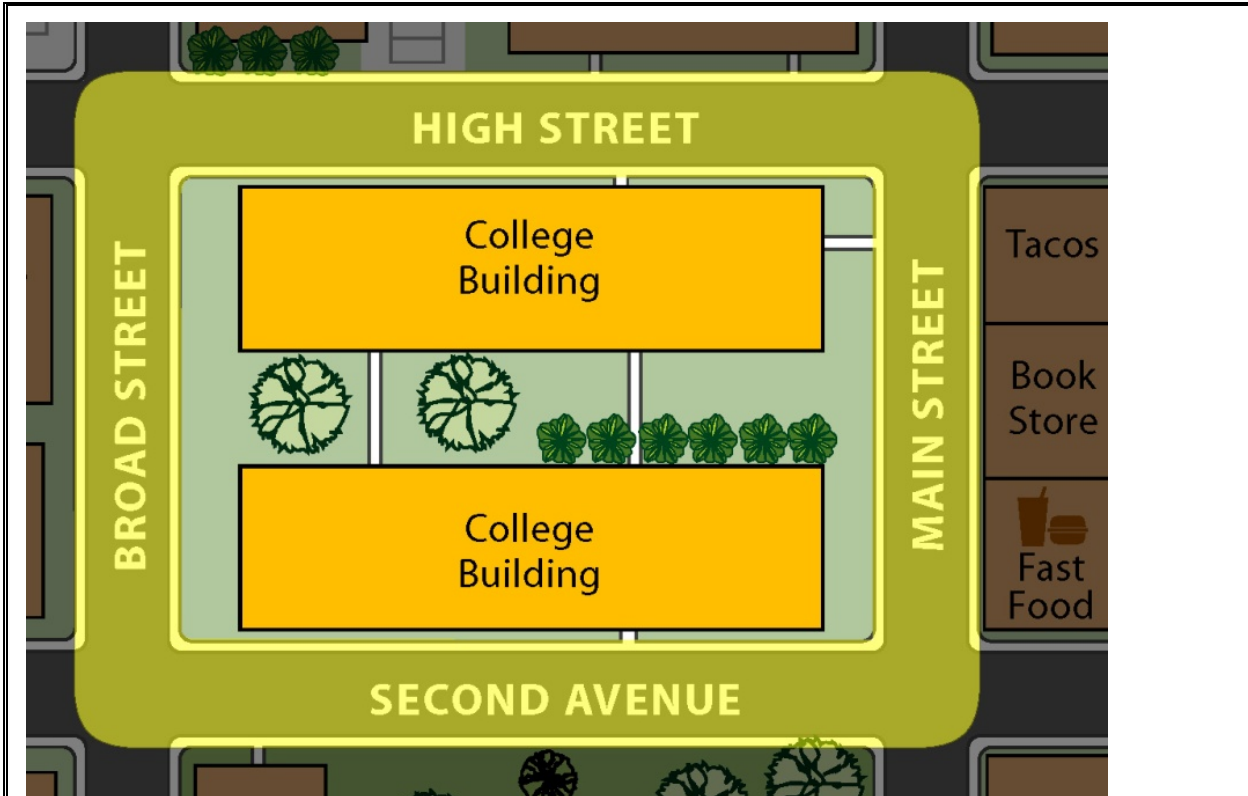 HIGH STREET
College
Building
Tacos
BROAD STREET
MAIN STREET
Book
Store
College
Building
Fast
Food
SECOND AVENUE